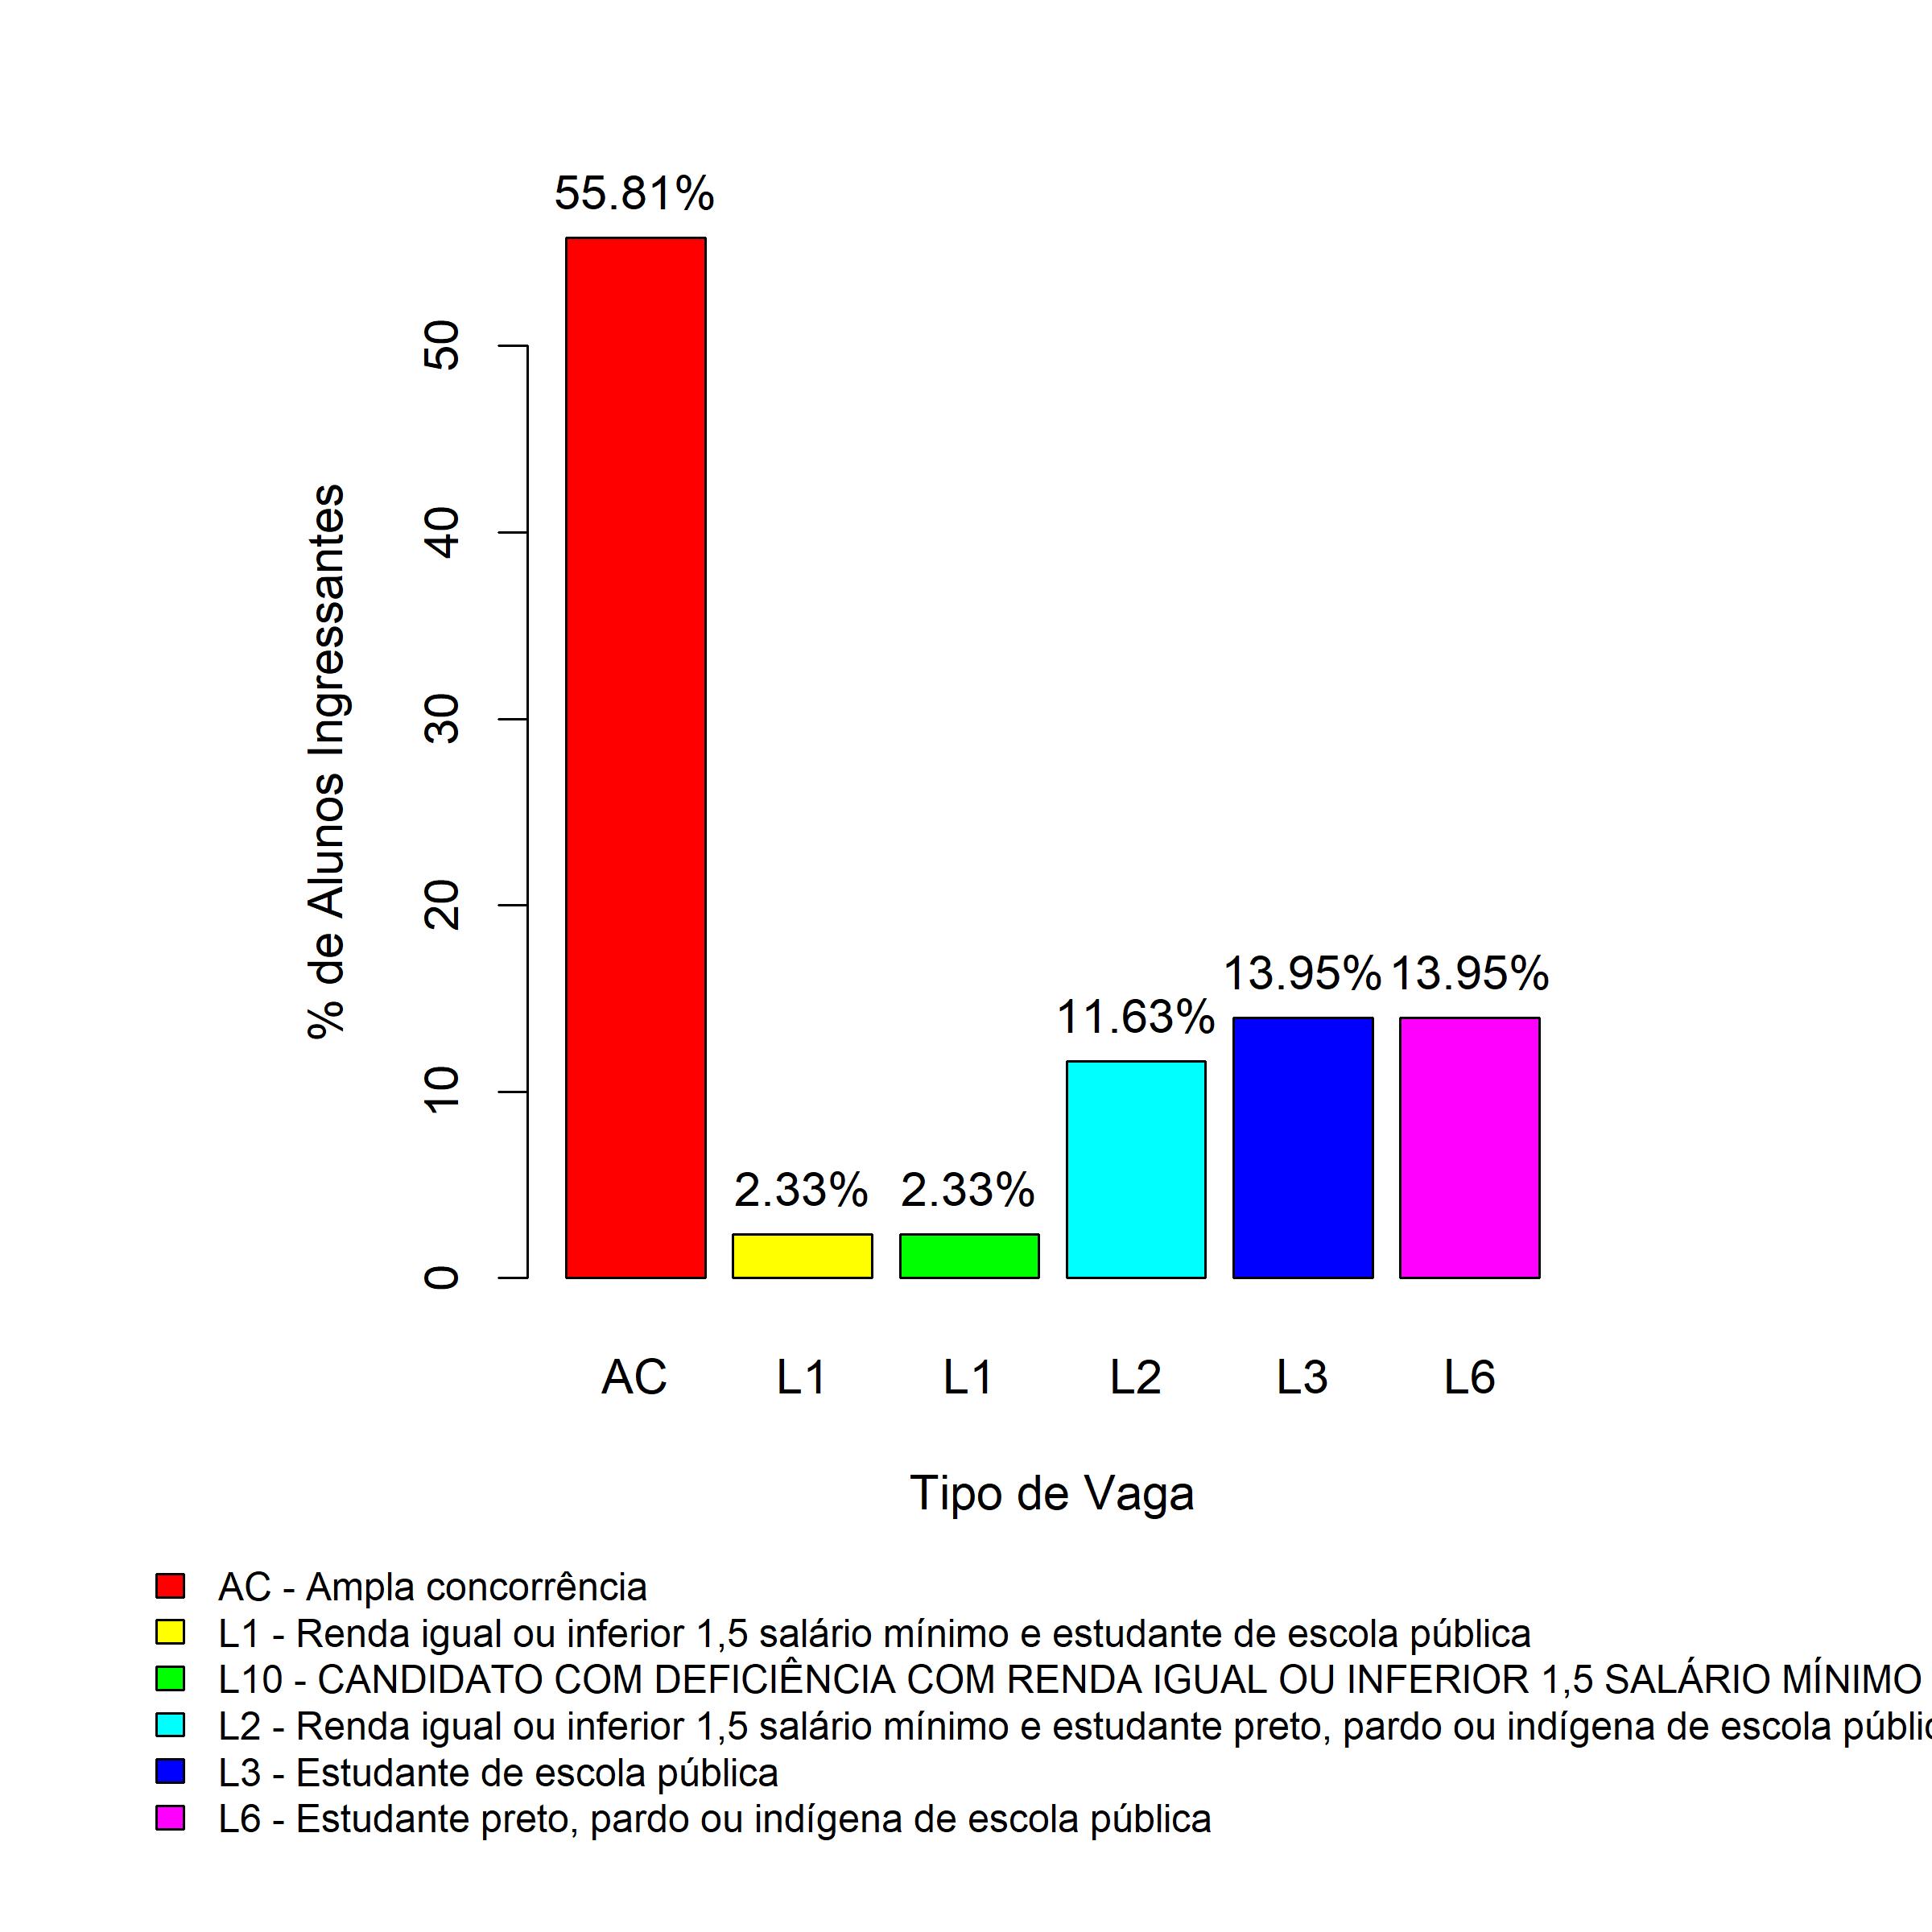 55.81%
50
40
30
20
10
0
% de Alunos Ingressantes
2.33%
2.33%
11.63%
13.95%
13.95%
AC L1 L1 L2 L3 L6
Tipo de Vaga
AC - Ampla concorrência
L1 - Renda igual ou inferior 1,5 salário mínimo e estudante de escola pública
L10 - CANDIDATO COM DEFICIÊNCIA COM RENDA IGUAL OU INFERIOR 1,5 SALÁRIO MÍNIMO
L2 - Renda igual ou inferior 1,5 salário mínimo e estudante preto, pardo ou indígena de escola
L3 - Estudante de escola pública
L6 - Estudante preto, pardo ou indígena de escola pública